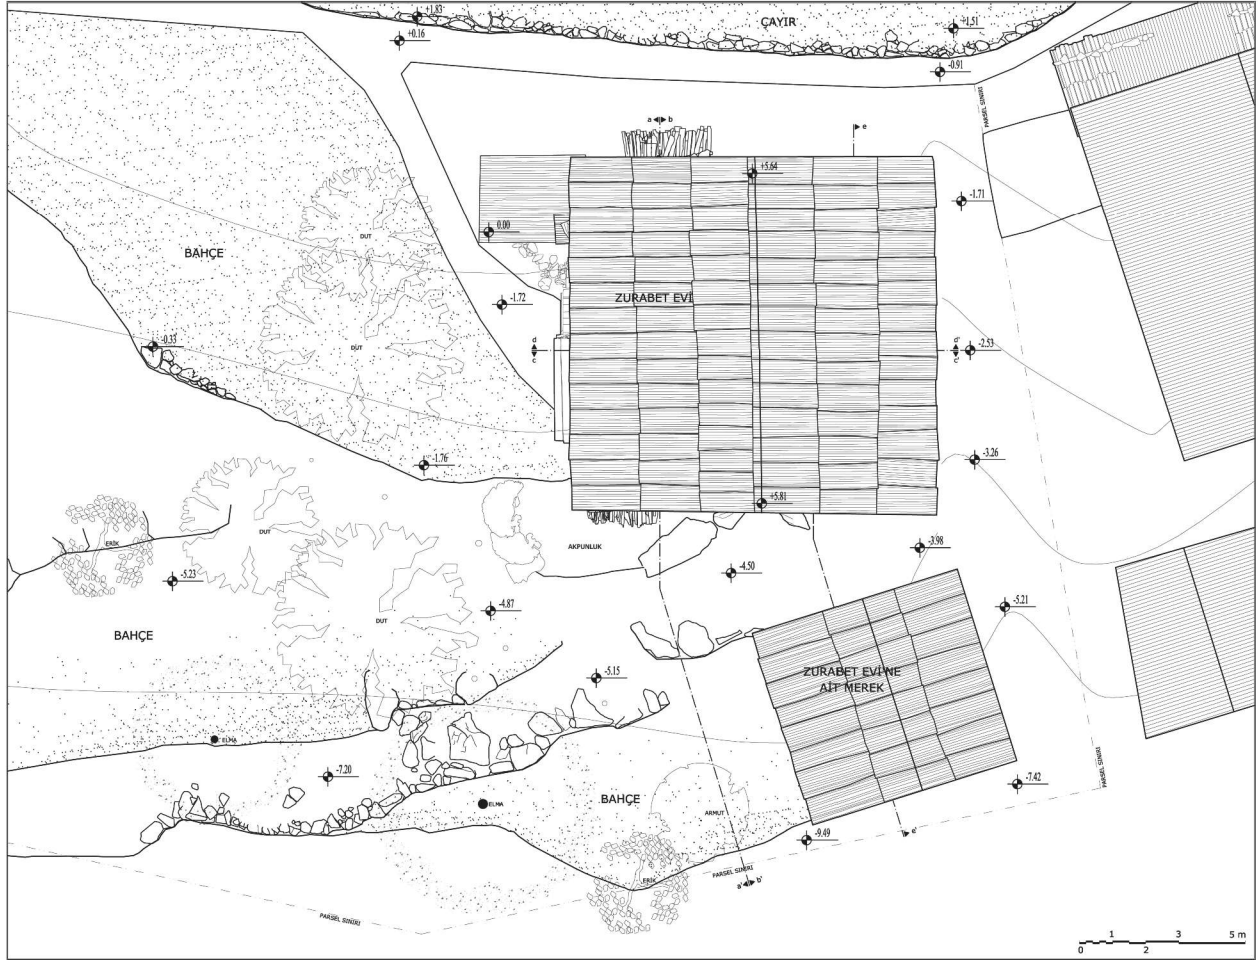 +1.83
ÇAYIR
+1.51
+0.16
-0.91
PARSEL SINIRI
a b
e
+5.64
-1.71
0.00
DUT
BAHÇE
ZURABET EVİ
-1.72
-0.33
DUT
d
c
d'
c'
-2.53
-1.76
-3.26
+5.81
DUT
ERİK
AKPUNLUK
-3.98
-5.23
-4.50
-4.87
-5.21
DUT
BAHÇE
-5.15
ZURABET EVİ'NE
AİT MEREK
ELMA
-7.20
PARSEL SINIRI
-7.42
BAHÇE
ELMA
ARMUT
-9.49
e'
PARSEL SINIRI
ERİK
a' b'
PARSEL SINIRI
1 3 5 m
0 2